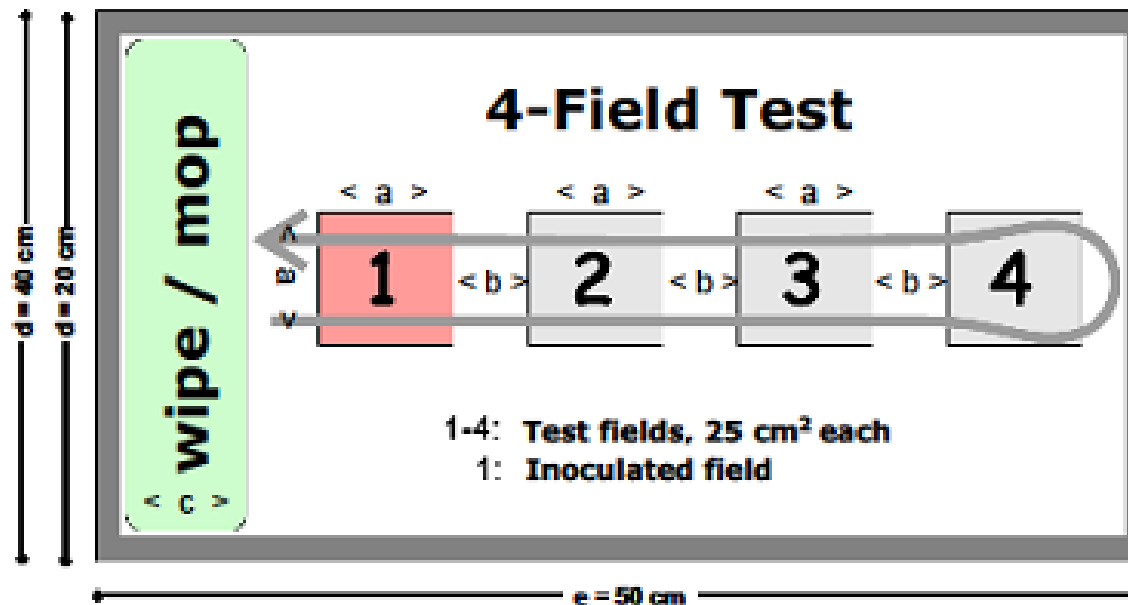 4-Field Test
wipe / mop
< c >
d = 40 cm
d = 20 cm
< a >
< a >
< a >
< a >
1
< b >
2
< b >
3
< b >
4
1-4: Test fields, 25 cm² each
1: Inoculated field
e = 50 cm